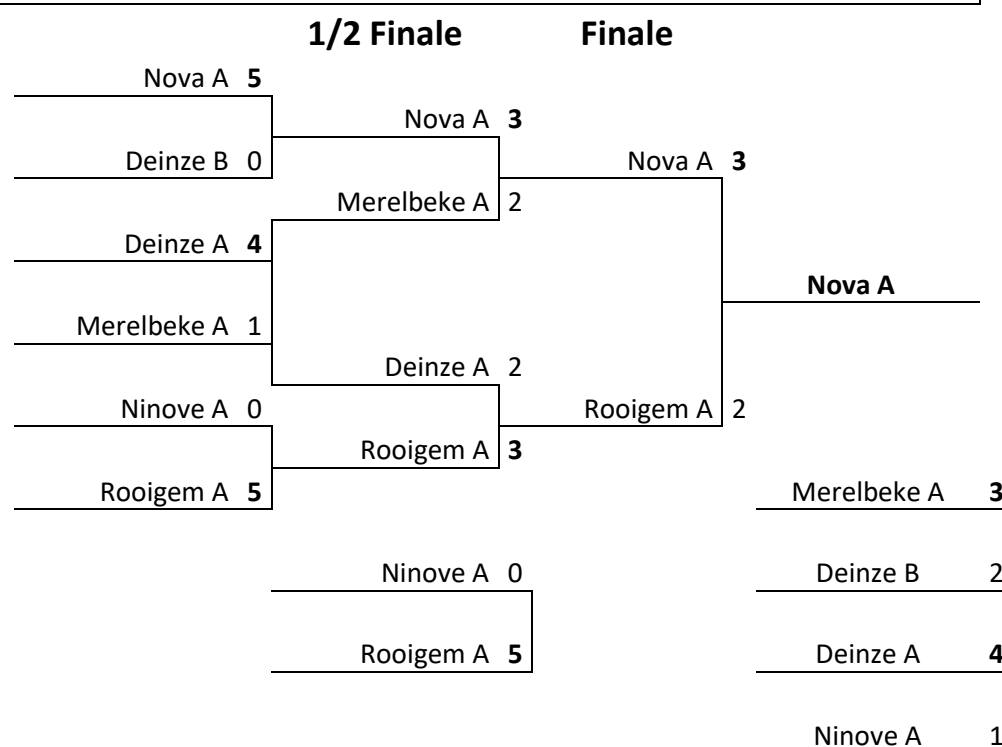 1/2 Finale Finale
Nova A 5
Nova A 3
Deinze B 0
Nova A 3
Merelbeke A 2
Deinze A 4
Nova A
Merelbeke A 1
Deinze A 2
Ninove A 0
Rooigem A 2
Rooigem A 3
Rooigem A 5
Merelbeke A 3
Ninove A 0
Deinze B 2
Rooigem A 5
Deinze A 4
Ninove A 1